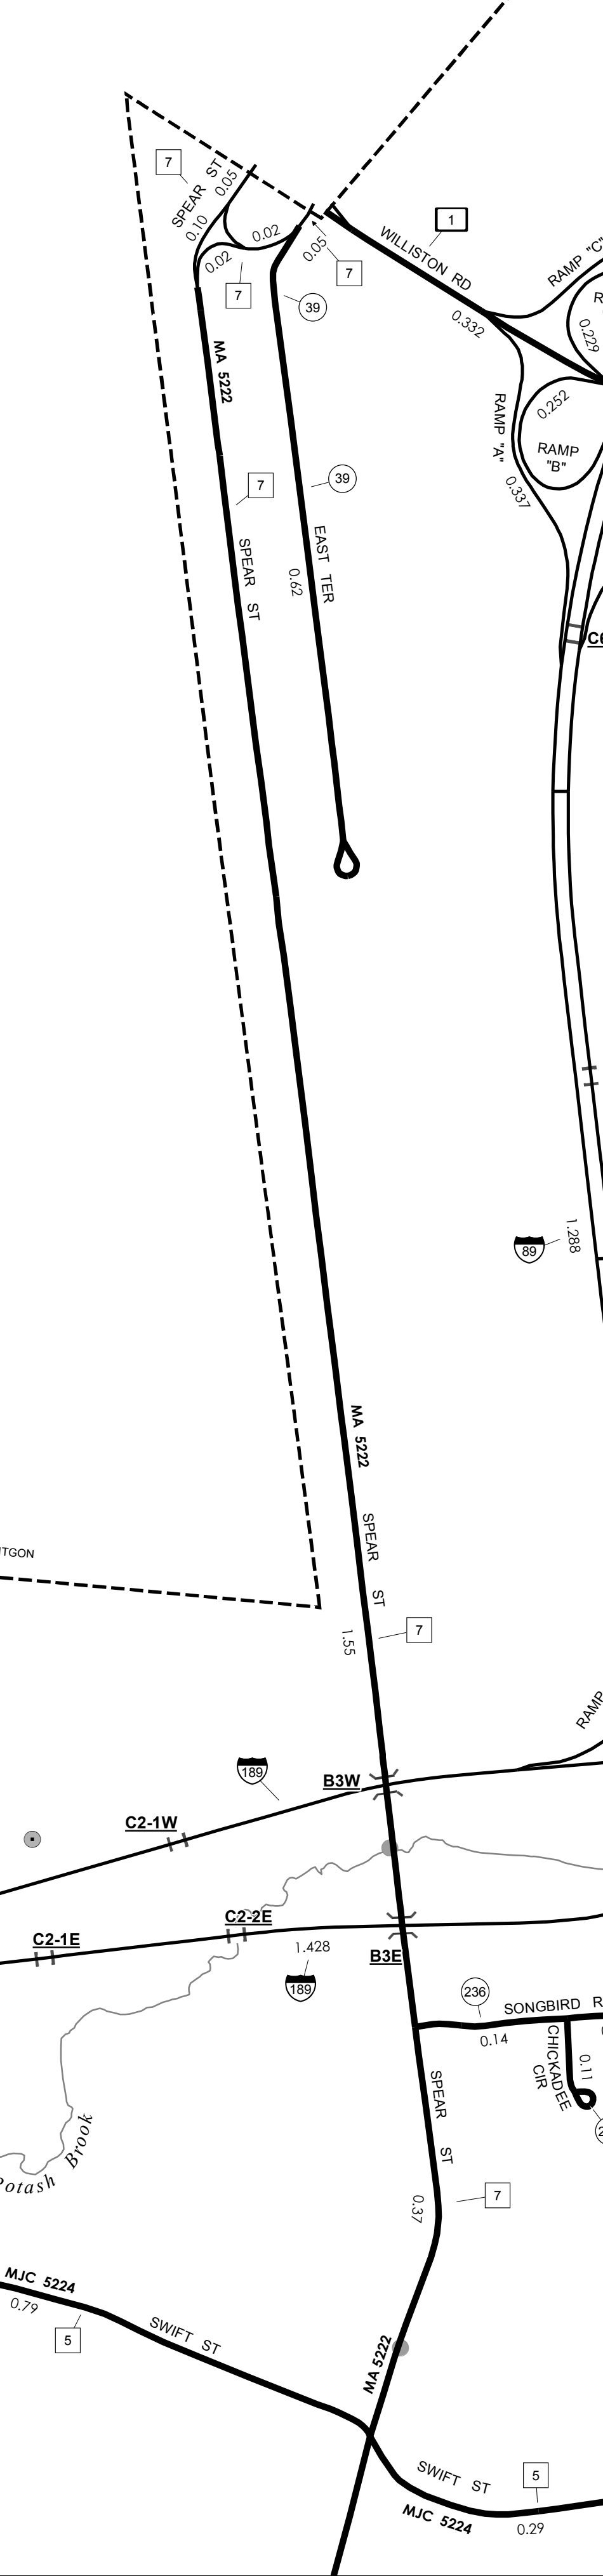 7
SPEAR ST
0.05
0.10
0.02
0.02
0.05
7
7
1
WILLISTON RD
0.332
RAMP "C"
0.229
39
MA 5222
0.252
RAMP
"B"
RAMP "A"
0.337
7
39
SPEAR ST
EAST TER
0.62
1.288
89
MA 5222
SPEAR ST
1.55
7
RAMP
189
B3W
C2-1W
C2-2E
C2-1E
1.428
189
B3E
236
SONGBIRD R
0.14
CHICKADEE
CIR
0.11
SPEAR ST
0.37
7
Brook
otash
MJC 5224
0.79
5
SWIFT ST
MA 5222
SWIFT ST
5
MJC 5224
0.29